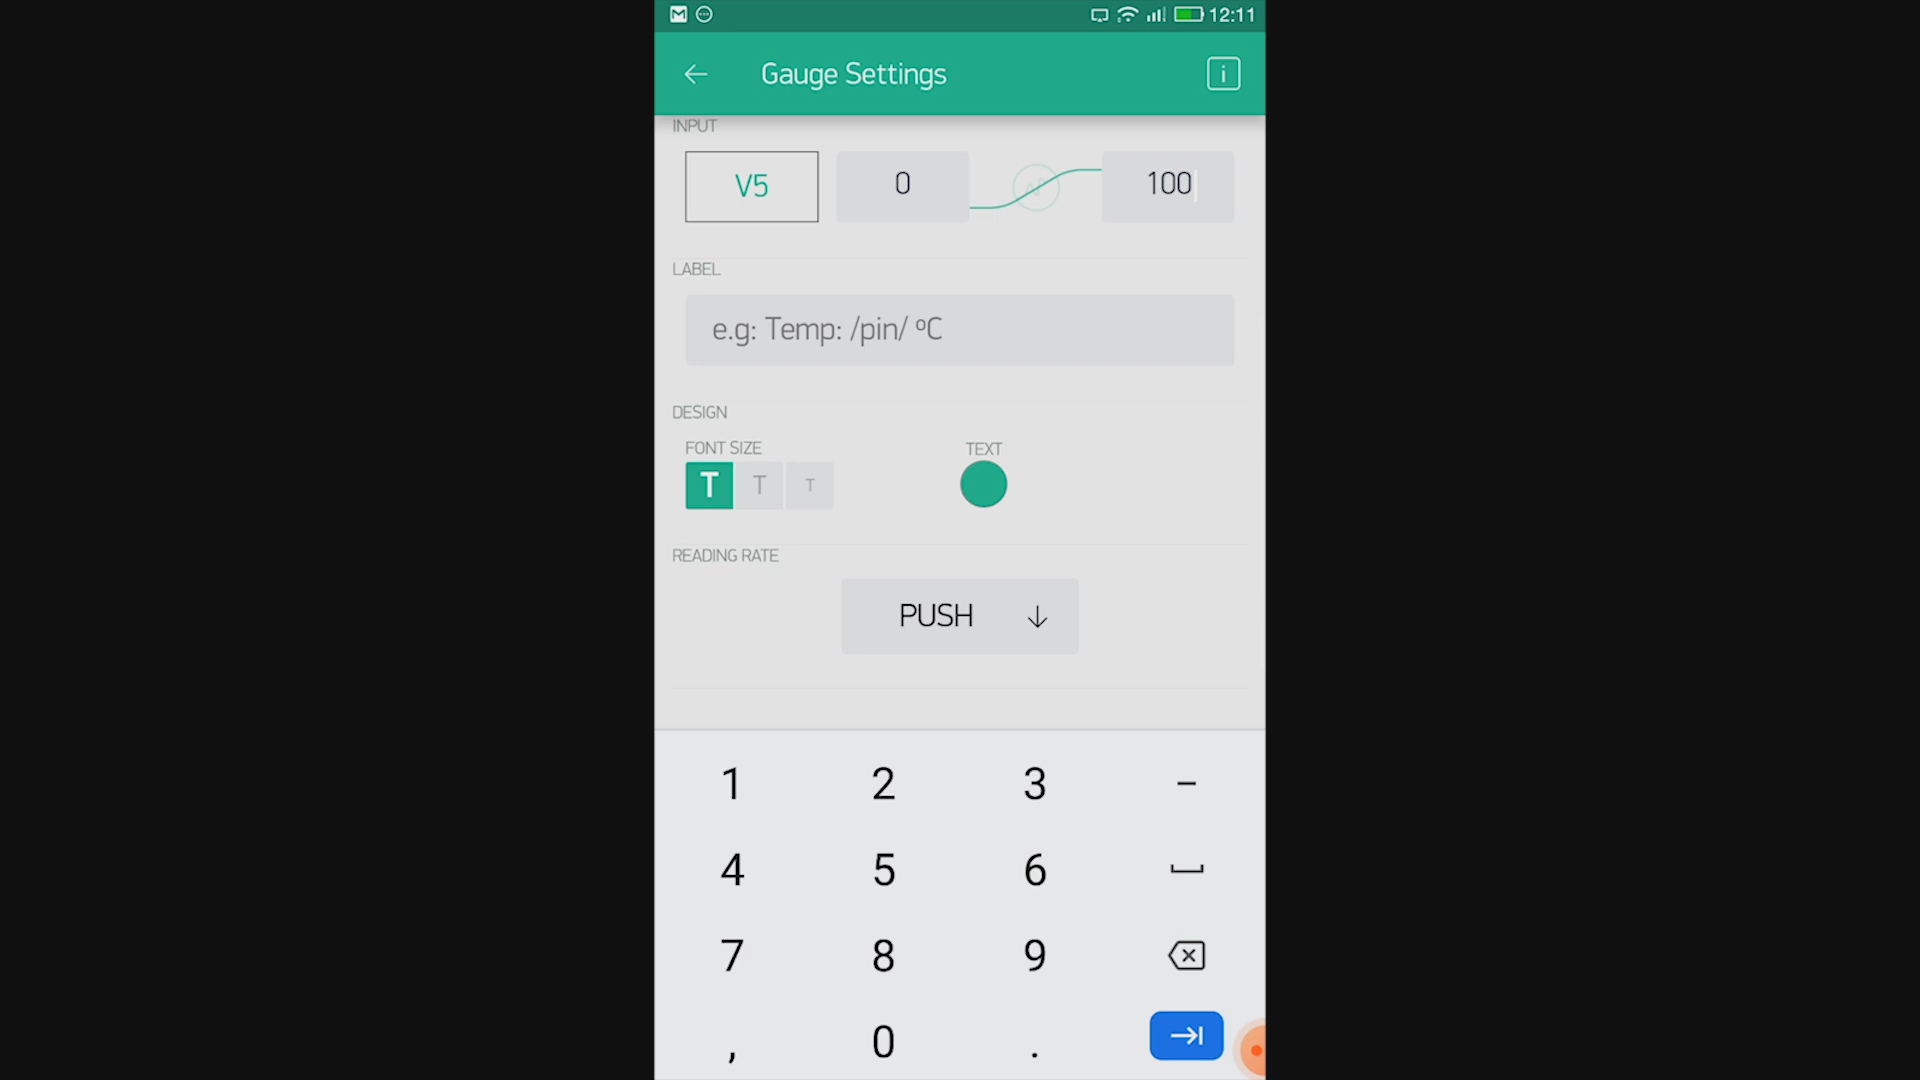 12:11
Gauge Settings
i
INPUT
V5 0 100
LABEL
e.g: Temp: /pin/ ºC
DESIGN
FONT SIZE TEXT
T T T
READING RATE
PUSH ↓
1 2 3 -
4 5 6
7 8 9
, 0 .